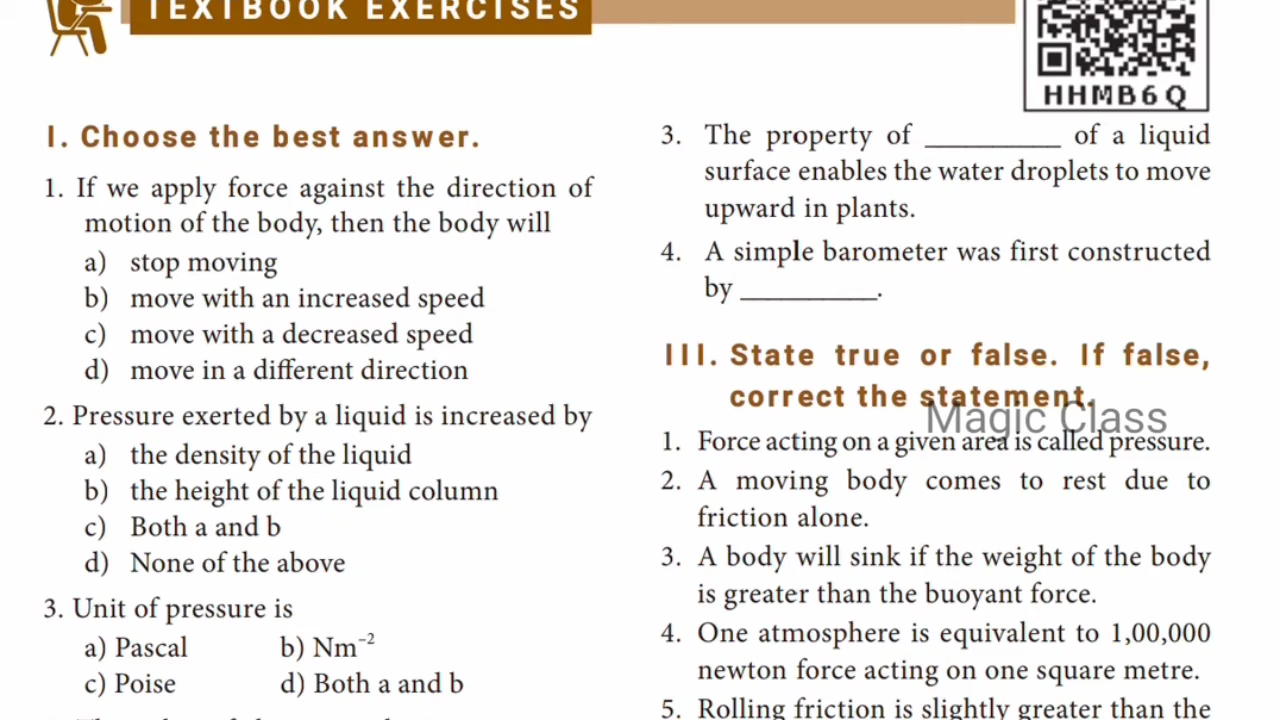 TEXTBOOK EXERCISES
HHMB6Q
I. Choose the best answer.
1. If we apply force against the direction of
motion of the body, then the body will
a) stop moving
b) move with an increased speed
c) move with a decreased speed
d) move in a different direction
2. Pressure exerted by a liquid is increased by
a) the density of the liquid
b) the height of the liquid column
c) Both a and b
d) None of the above
3. Unit of pressure is
a) Pascal b) Nm⁻²
c) Poise d) Both a and b
3. The property of __________ of a liquid
surface enables the water droplets to move
upward in plants.
4. A simple barometer was first constructed
by __________.
III. State true or false. If false,
correct the statement.
Magic Class
1. Force acting on a given area is called pressure.
2. A moving body comes to rest due to
friction alone.
3. A body will sink if the weight of the body
is greater than the buoyant force.
4. One atmosphere is equivalent to 1,00,000
newton force acting on one square metre.
5. Rolling friction is slightly greater than the